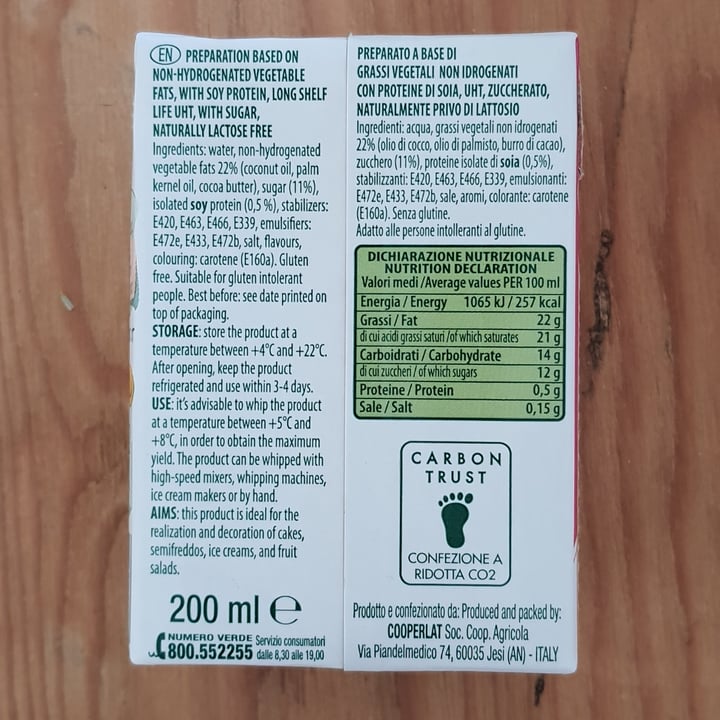 EN PREPARATION BASED ON
NON-HYDROGENATED VEGETABLE
FATS, WITH SOY PROTEIN, LONG SHELF
LIFE UHT, WITH SUGAR,
NATURALLY LACTOSE FREE
Ingredients: water, non-hydrogenated
vegetable fats 22% (coconut oil, palm
kernel oil, cocoa butter), sugar (11%),
isolated soy protein (0,5 %), stabilizers:
E420, E463, E466, E339, emulsifiers:
E472e, E433, E472b, salt, flavours,
colouring: carotene (E160a). Gluten
free. Suitable for gluten intolerant
people. Best before: see date printed on
top of packaging.
STORAGE: store the product at a
temperature between +4°C and +22°C.
After opening, keep the product
refrigerated and use within 3-4 days.
USE: it's advisable to whip the product
at a temperature between +5°C and
+8°C, in order to obtain the maximum
yield. The product can be whipped with
high-speed mixers, whipping machines,
ice cream makers or by hand.
AIMS: this product is ideal for the
realization and decoration of cakes,
semifreddos, ice creams, and fruit
salads.
200 ml e
NUMERO VERDE Servizio consumatori
800.552255 dalle 8,30 alle 19,00
PREPARATO A BASE DI
GRASSI VEGETALI NON IDROGENATI
CON PROTEINE DI SOIA, UHT, ZUCCHERATO,
NATURALMENTE PRIVO DI LATTOSIO
Ingredienti: acqua, grassi vegetali non idrogenati
22% (olio di cocco, olio di palmisto, burro di cacao),
zucchero (11%), proteine isolate di soia (0,5%),
stabilizzanti: E420, E463, E466, E339, emulsionanti:
E472e, E433, E472b, sale, aromi, colorante: carotene
(E160a). Senza glutine.
Adatto alle persone intolleranti al glutine.
DICHIARAZIONE NUTRIZIONALE
NUTRITION DECLARATION
Valori medi /Average values PER 100 ml
Energia / Energy 1065 kJ / 257 kcal
Grassi / Fat 22 g
di cui acidi grassi saturi /of which saturates 21 g
Carboidrati / Carbohydrate 14 g
di cui zuccheri / of which sugars 12 g
Proteine / Protein 0,5 g
Sale / Salt 0,15 g
CARBON
TRUST
CONFEZIONE A
RIDOTTA CO2
Prodotto e confezionato da: Produced and packed by:
COOPERLAT Soc. Coop. Agricola
Via Piandelmedico 74, 60035 Jesi (AN) - ITALY